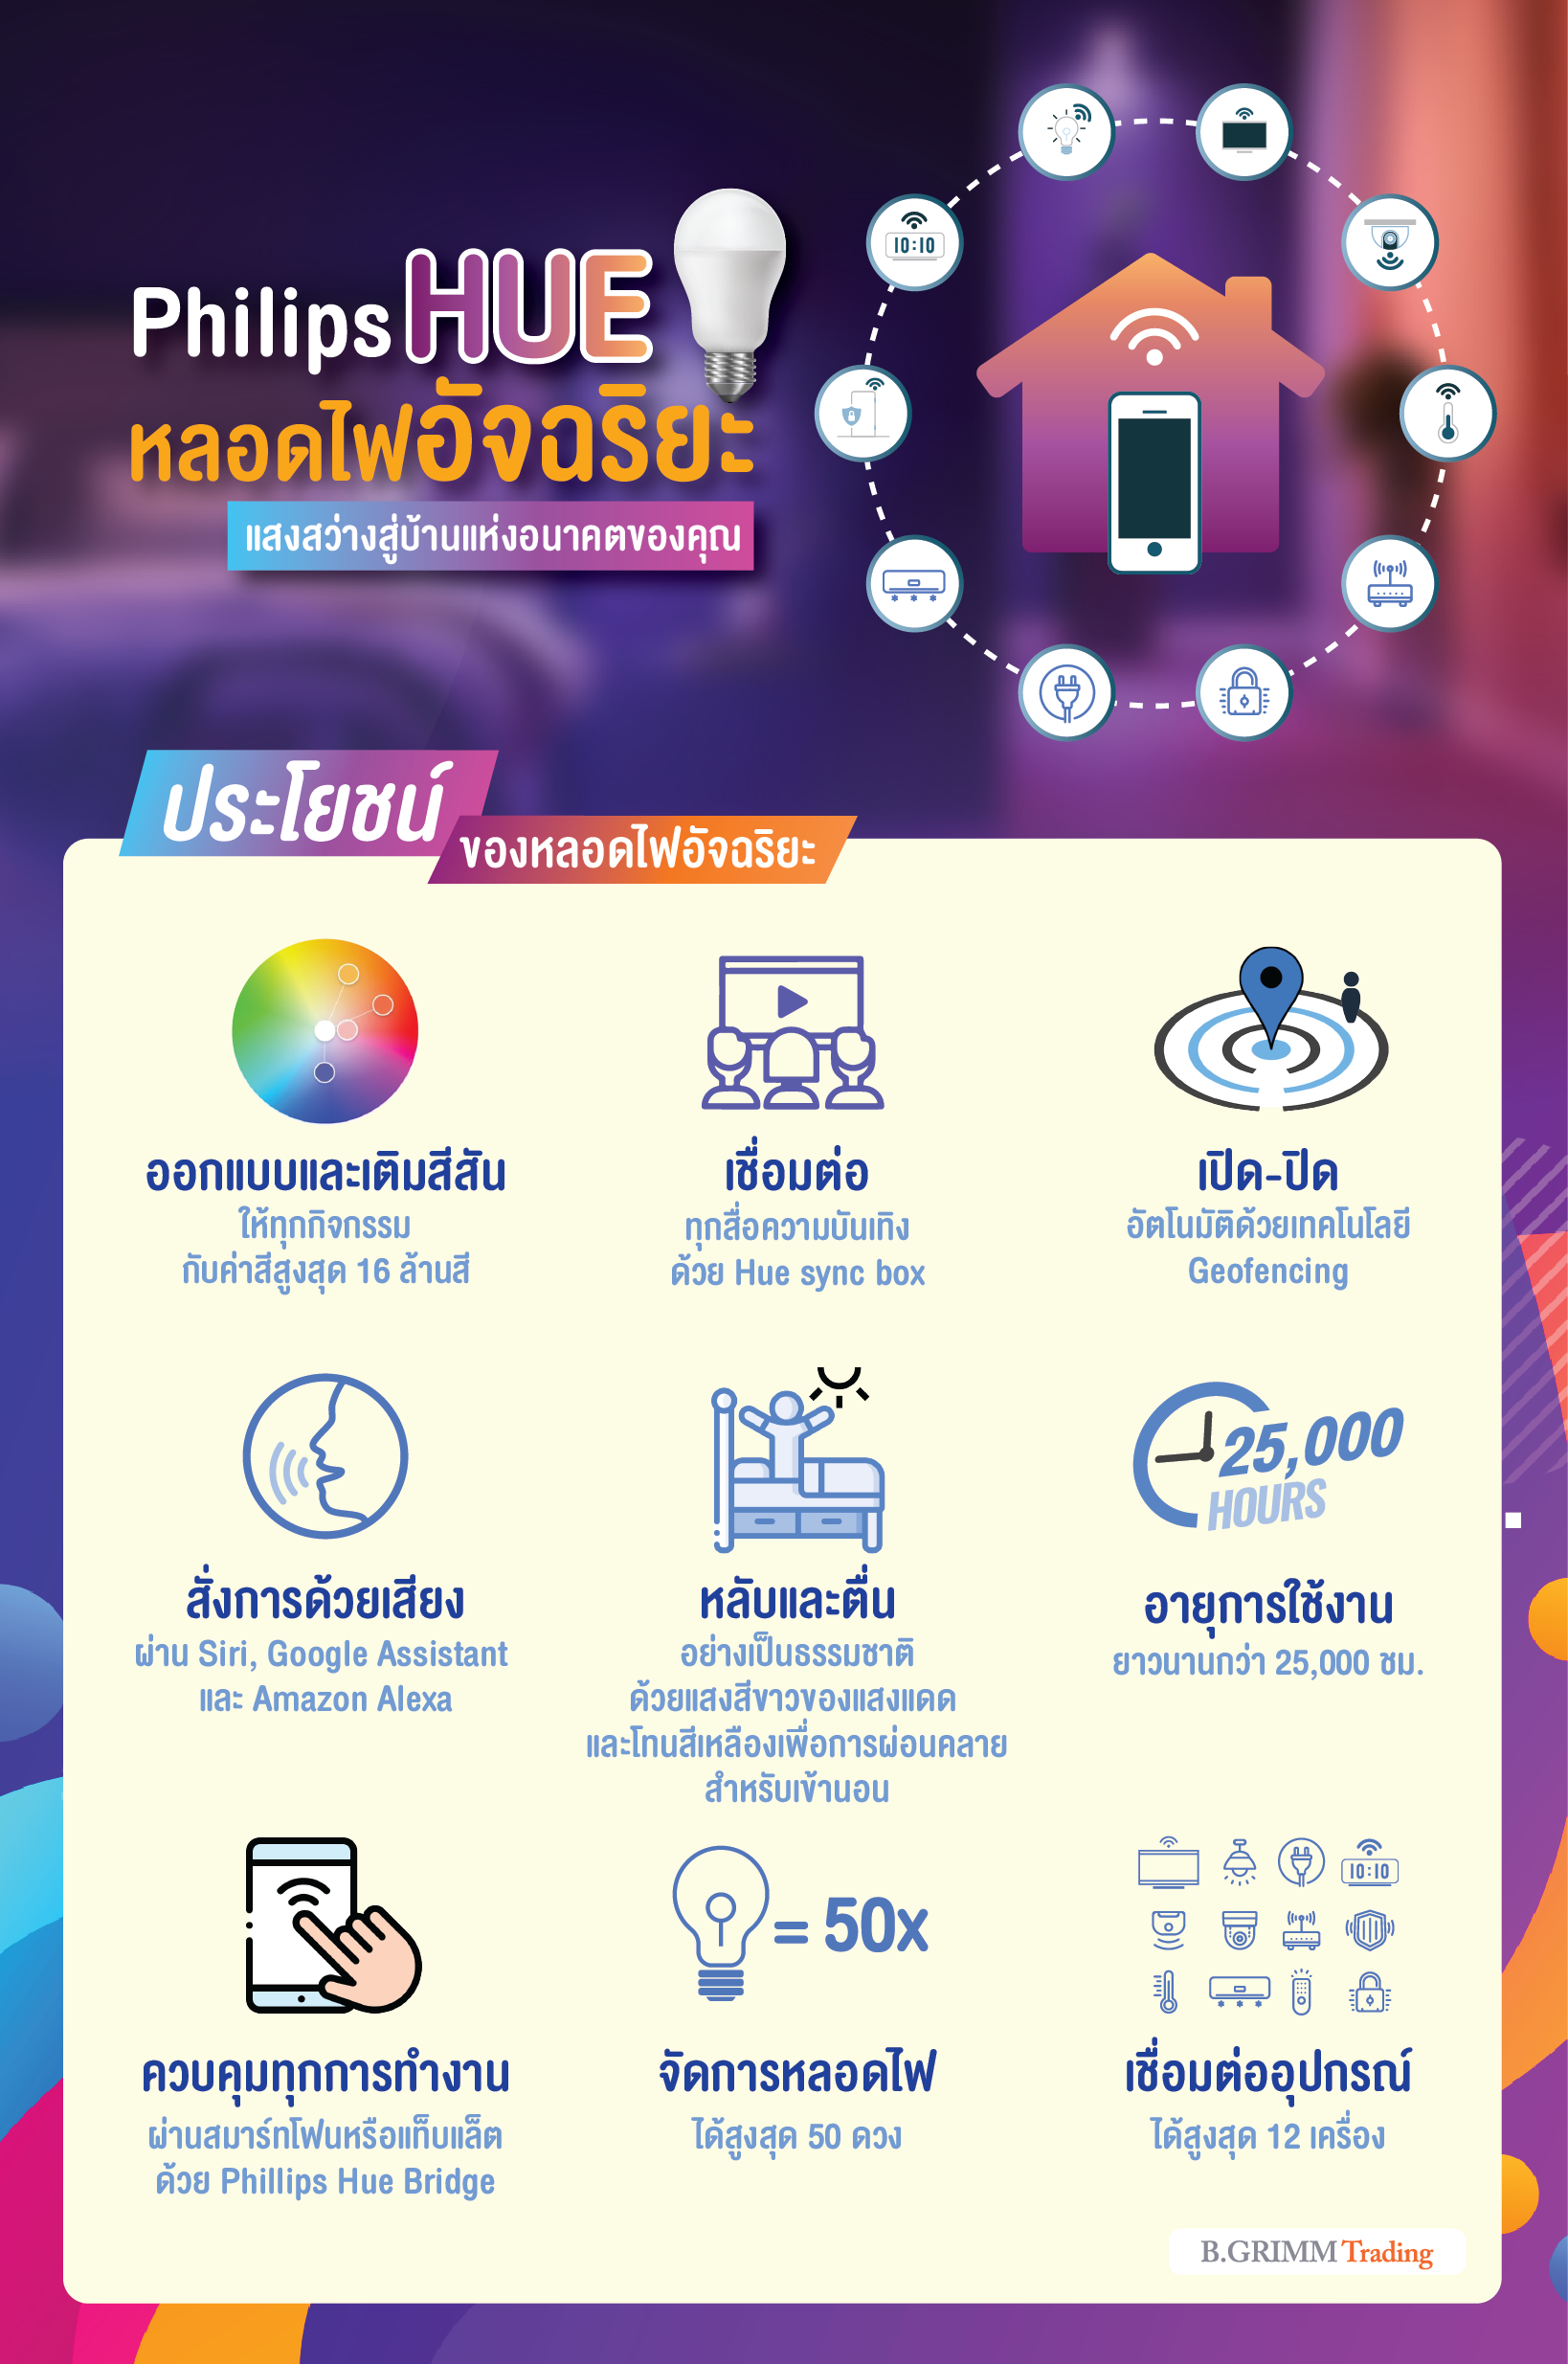 Philips HUE
หลอดไฟอัจฉริยะ
แสงสว่างสู่บ้านแห่งอนาคตของคุณ
10:10
ประโยชน์
ของหลอดไฟอัจฉริยะ
ออกแบบและเติมสีสัน
ให้ทุกกิจกรรม
กับค่าสีสูงสุด 16 ล้านสี
เชื่อมต่อ
ทุกสื่อความบันเทิง
ด้วย Hue sync box
เปิด-ปิด
อัตโนมัติด้วยเทคโนโลยี
Geofencing
สั่งการด้วยเสียง
ผ่าน Siri, Google Assistant
และ Amazon Alexa
หลับและตื่น
อย่างเป็นธรรมชาติ
ด้วยแสงสีขาวของแสงแดด
และโทนสีเหลืองเพื่อการผ่อนคลาย
สำหรับเข้านอน
25,000
HOURS
อายุการใช้งาน
ยาวนานกว่า 25,000 ชม.
ควบคุมทุกการทำงาน
ผ่านสมาร์ทโฟนหรือแท็บแล็ต
ด้วย Phillips Hue Bridge
= 50x
จัดการหลอดไฟ
ได้สูงสุด 50 ดวง
10:10
เชื่อมต่ออุปกรณ์
ได้สูงสุด 12 เครื่อง
B.GRIMM Trading